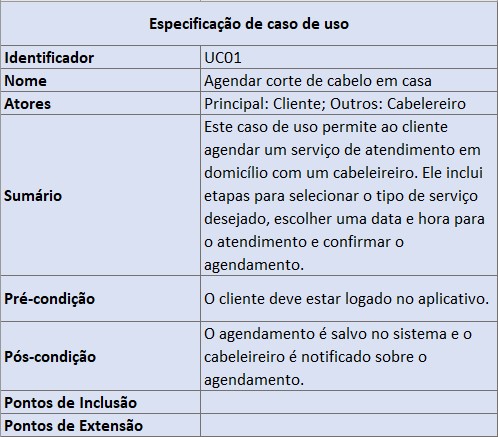 Especificação de caso de uso
Identificador UC01
Nome Agendar corte de cabelo em casa
Atores Principal: Cliente; Outros: Cabelereiro
Sumário
Este caso de uso permite ao cliente
agendar um serviço de atendimento em
domicílio com um cabeleireiro. Ele inclui
etapas para selecionar o tipo de serviço
desejado, escolher uma data e hora para
o atendimento e confirmar o
agendamento.
Pré-condição O cliente deve estar logado no aplicativo.
Pós-condição
O agendamento é salvo no sistema e o
cabeleireiro é notificado sobre o
agendamento.
Pontos de Inclusão
Pontos de Extensão